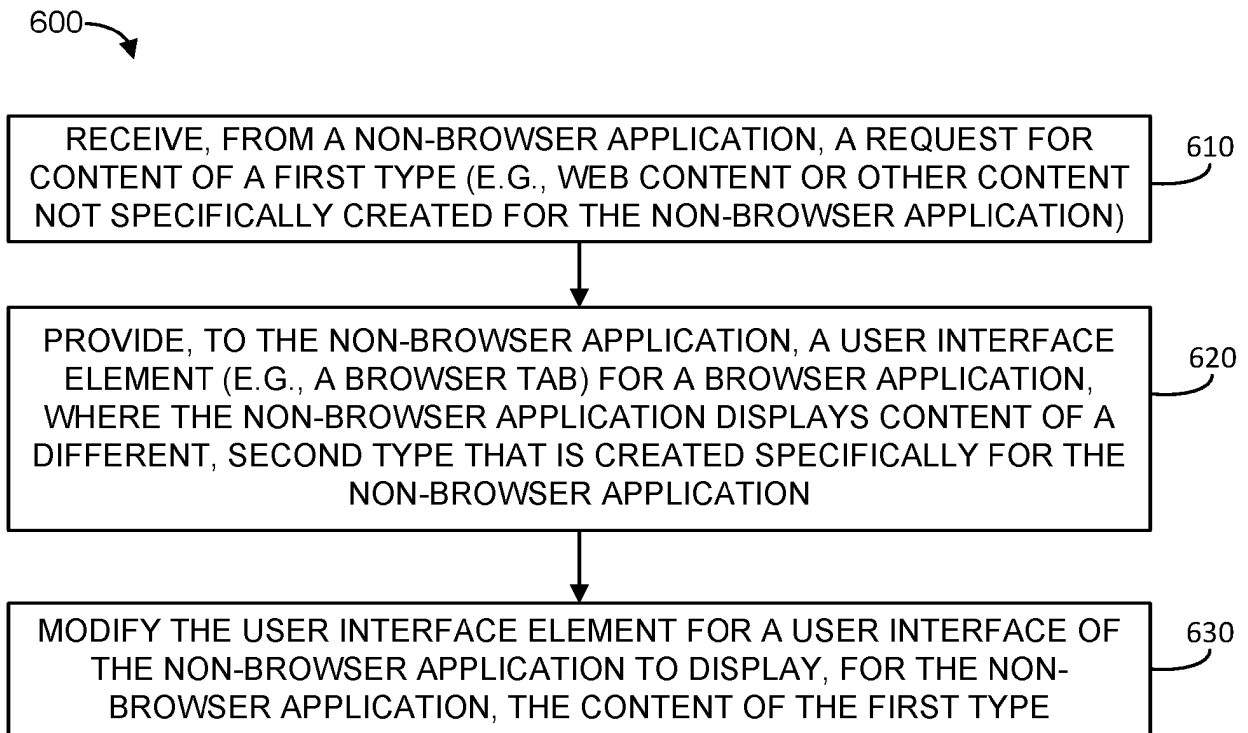 600
RECEIVE, FROM A NON-BROWSER APPLICATION, A REQUEST FOR
CONTENT OF A FIRST TYPE (E.G., WEB CONTENT OR OTHER CONTENT
NOT SPECIFICALLY CREATED FOR THE NON-BROWSER APPLICATION)
610
PROVIDE, TO THE NON-BROWSER APPLICATION, A USER INTERFACE
ELEMENT (E.G., A BROWSER TAB) FOR A BROWSER APPLICATION,
WHERE THE NON-BROWSER APPLICATION DISPLAYS CONTENT OF A
DIFFERENT, SECOND TYPE THAT IS CREATED SPECIFICALLY FOR THE
NON-BROWSER APPLICATION
620
MODIFY THE USER INTERFACE ELEMENT FOR A USER INTERFACE OF
THE NON-BROWSER APPLICATION TO DISPLAY, FOR THE NON-
BROWSER APPLICATION, THE CONTENT OF THE FIRST TYPE
630